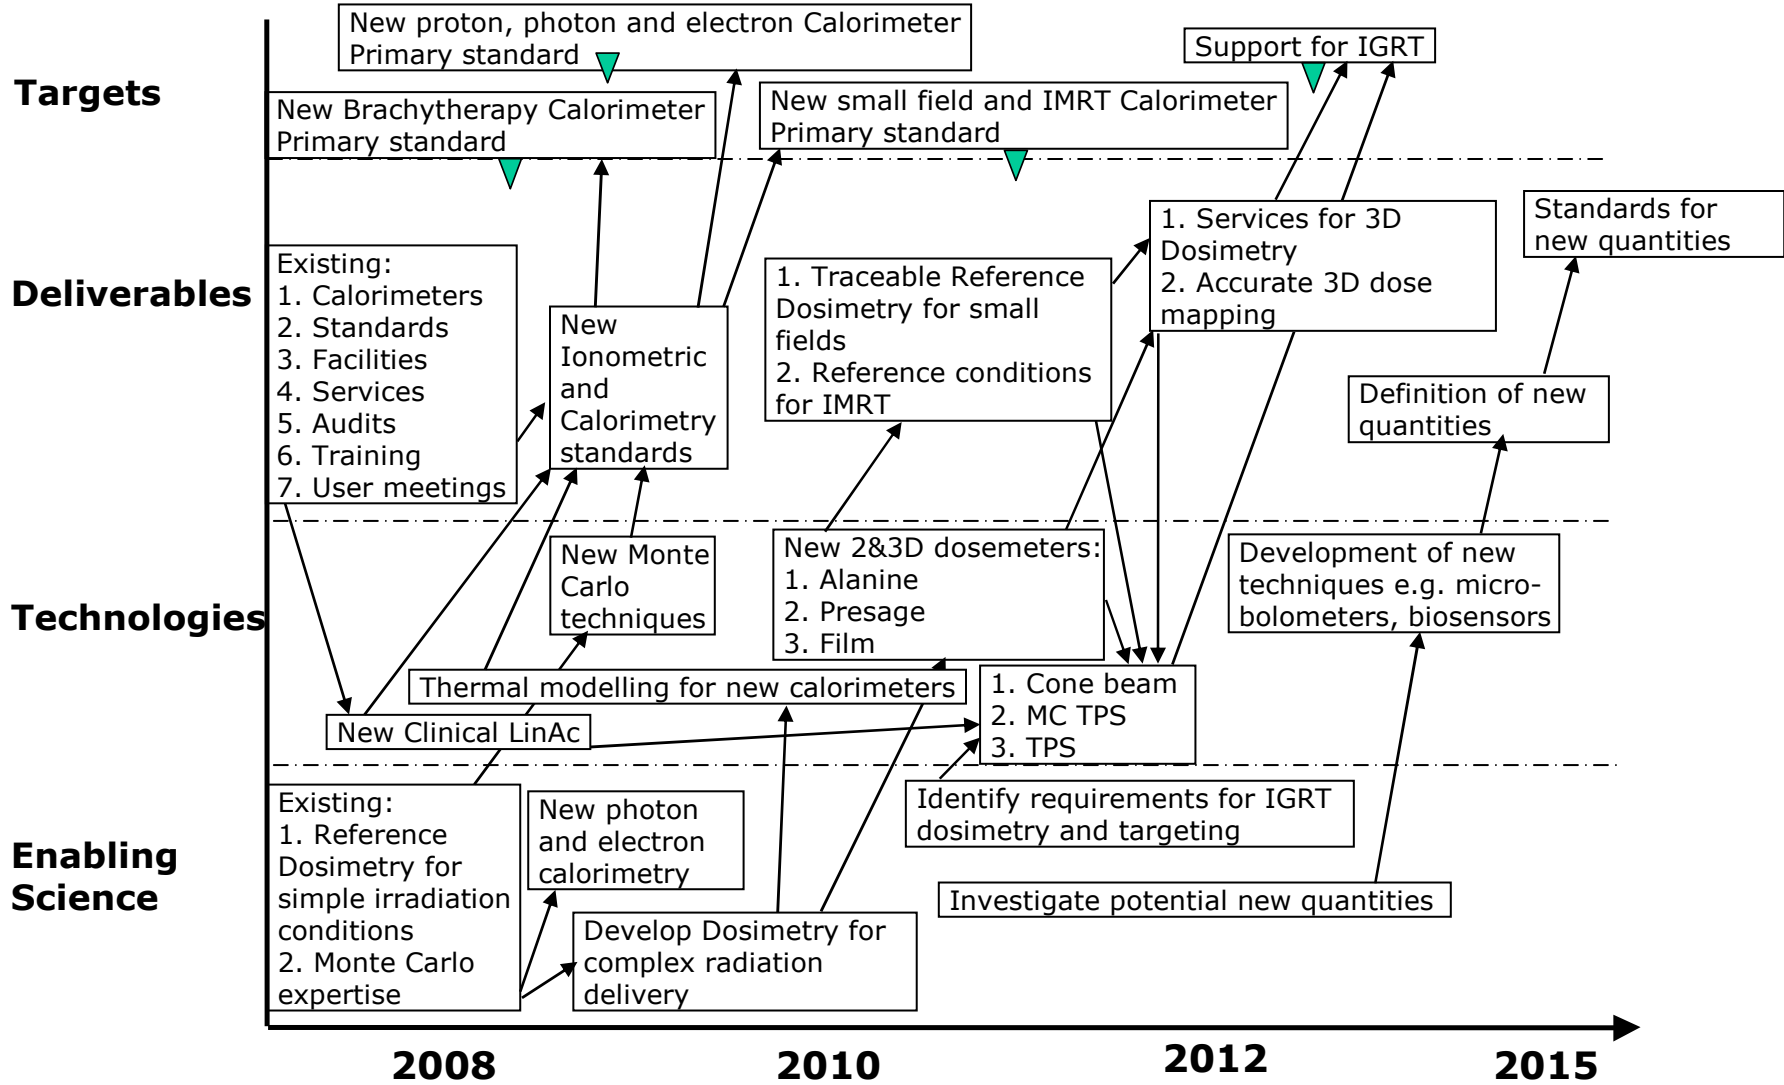 New proton, photon and electron Calorimeter
Primary standard
Support for IGRT
Targets
New Brachytherapy Calorimeter
Primary standard
New small field and IMRT Calorimeter
Primary standard
Deliverables
Existing:
1. Calorimeters
2. Standards
3. Facilities
4. Services
5. Audits
6. Training
7. User meetings
New
Ionometric
and
Calorimetry
standards
1. Traceable Reference
Dosimetry for small
fields
2. Reference conditions
for IMRT
1. Services for 3D
Dosimetry
2. Accurate 3D dose
mapping
Standards for
new quantities
Definition of new
quantities
Technologies
New Monte
Carlo
techniques
New 2&3D dosemeters:
1. Alanine
2. Presage
3. Film
Development of new
techniques e.g. micro-
bolometers, biosensors
Thermal modelling for new calorimeters
New Clinical LinAc
1. Cone beam
2. MC TPS
3. TPS
Enabling
Science
Existing:
1. Reference
Dosimetry for
simple irradiation
conditions
2. Monte Carlo
expertise
New photon
and electron
calorimetry
Develop Dosimetry for
complex radiation
delivery
Identify requirements for IGRT
dosimetry and targeting
Investigate potential new quantities
2008
2010
2012
2015